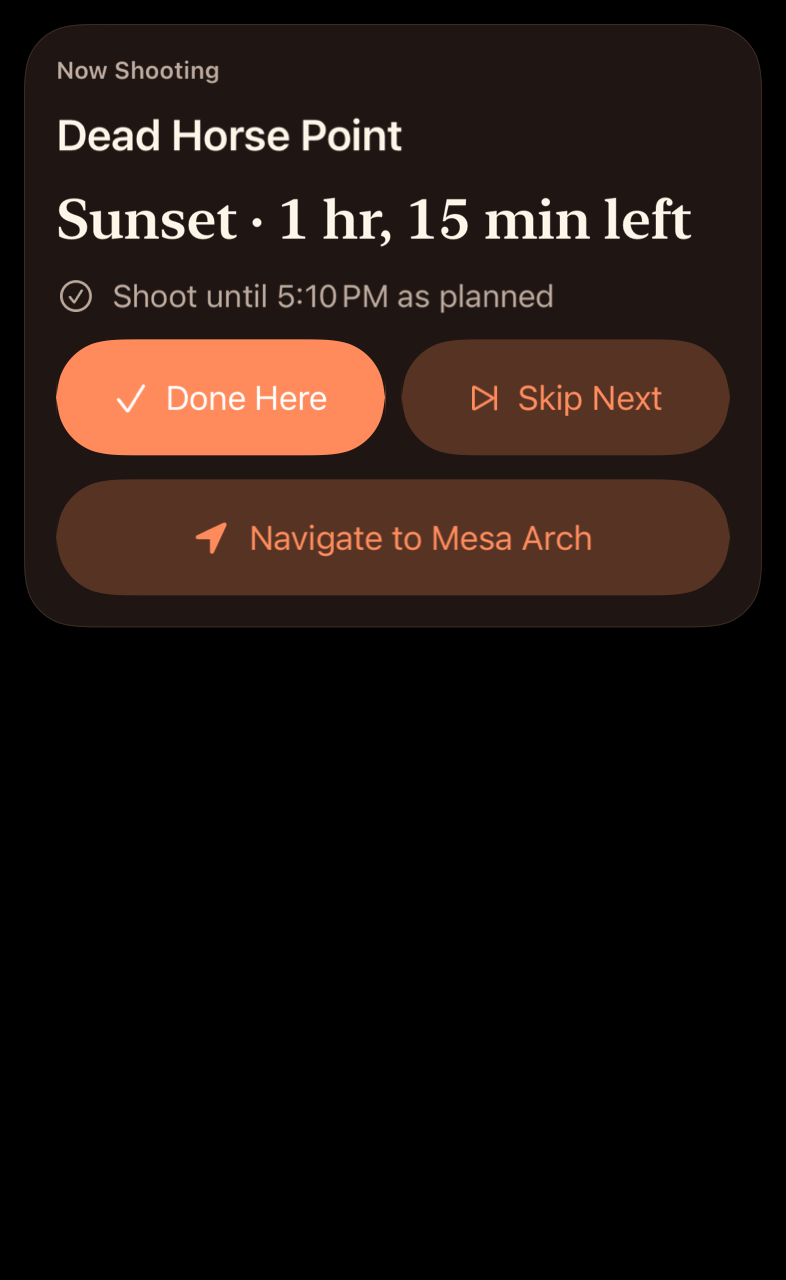 Now Shooting
Dead Horse Point
Sunset · 1 hr, 15 min left
Shoot until 5:10 PM as planned
Done Here
Skip Next
Navigate to Mesa Arch